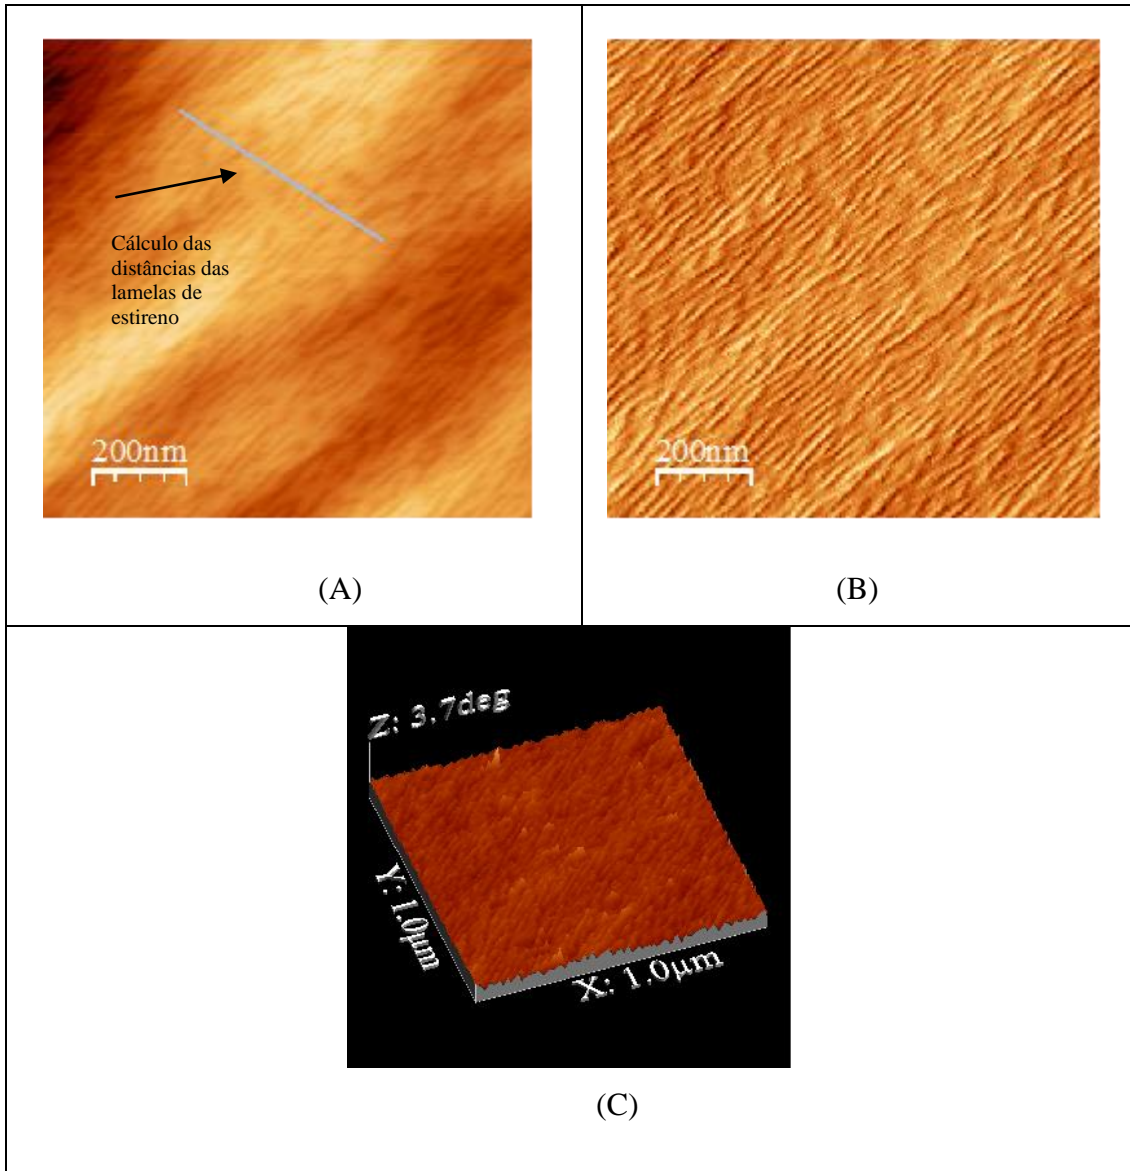 Cálculo das
distâncias das
lamelas de
estireno
200nm
200nm
(A)
(B)
Z: 3.7deg
Y: 1.0µm
X: 1.0µm
(C)